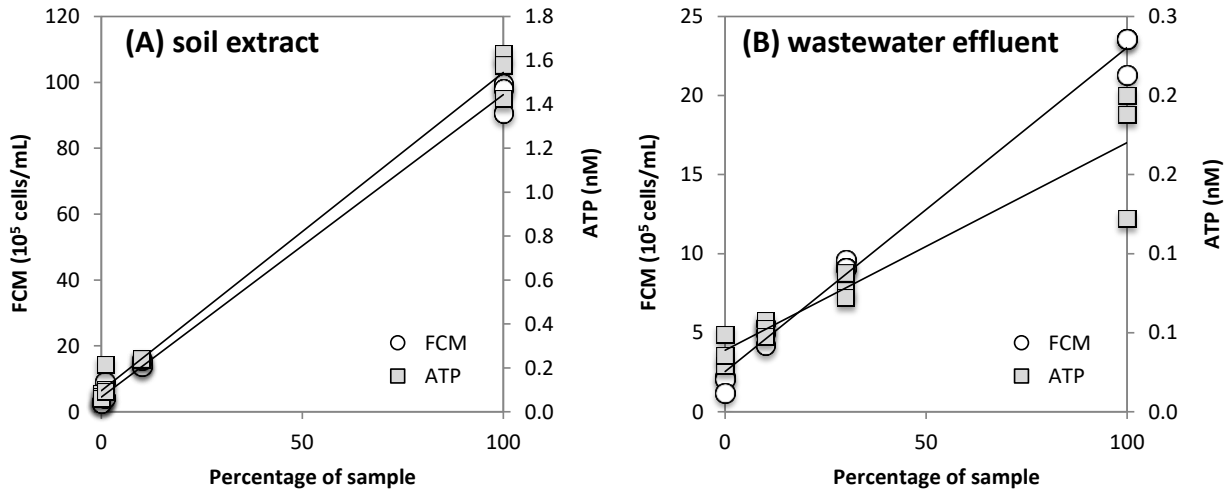 (A) soil extract
FCM (10⁵ cells/mL)
120
100
80
60
40
20
0
1.8
1.6
1.4
1.2
1.0
0.8
0.6
0.4
0.2
0.0
ATP (nM)
FCM
ATP
0
50
100
Percentage of sample
(B) wastewater effluent
FCM (10⁵ cells/mL)
25
20
15
10
5
0
0.3
0.2
0.2
0.1
0.1
0.0
ATP (nM)
FCM
ATP
0
50
100
Percentage of sample